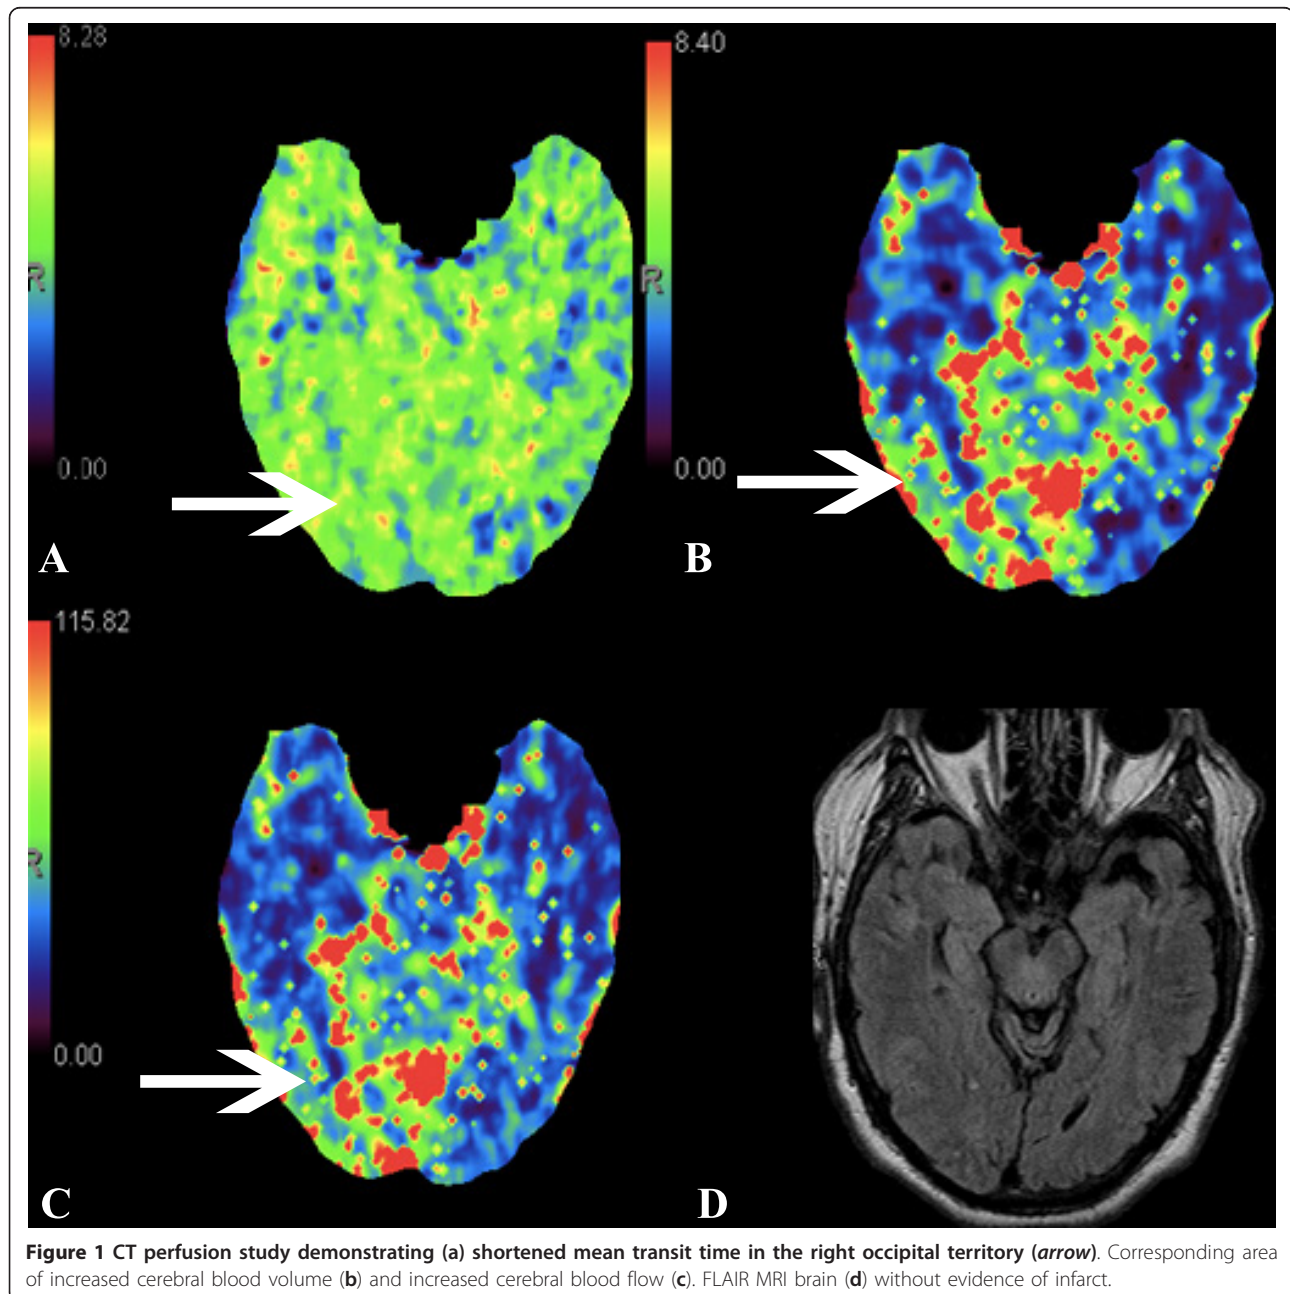 8.28
8.40
R
R
0.00
0.00
A
B
115.82
R
0.00
C
D
Figure 1 CT perfusion study demonstrating (a) shortened mean transit time in the right occipital territory (arrow). Corresponding area
of increased cerebral blood volume (b) and increased cerebral blood flow (c). FLAIR MRI brain (d) without evidence of infarct.